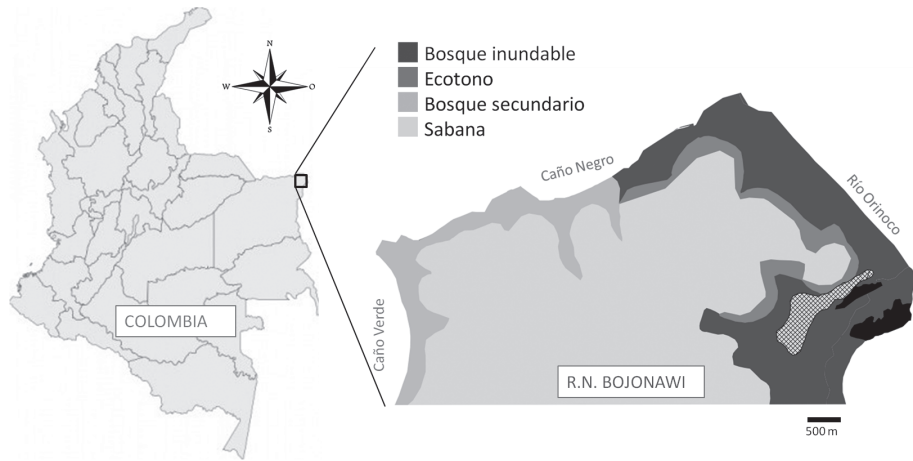 N
W
O
S
COLOMBIA
Bosque inundable
Ecotono
Bosque secundario
Sabana
Caño Negro
Río Orinoco
Caño Verde
R.N. BOJONAWI
500 m